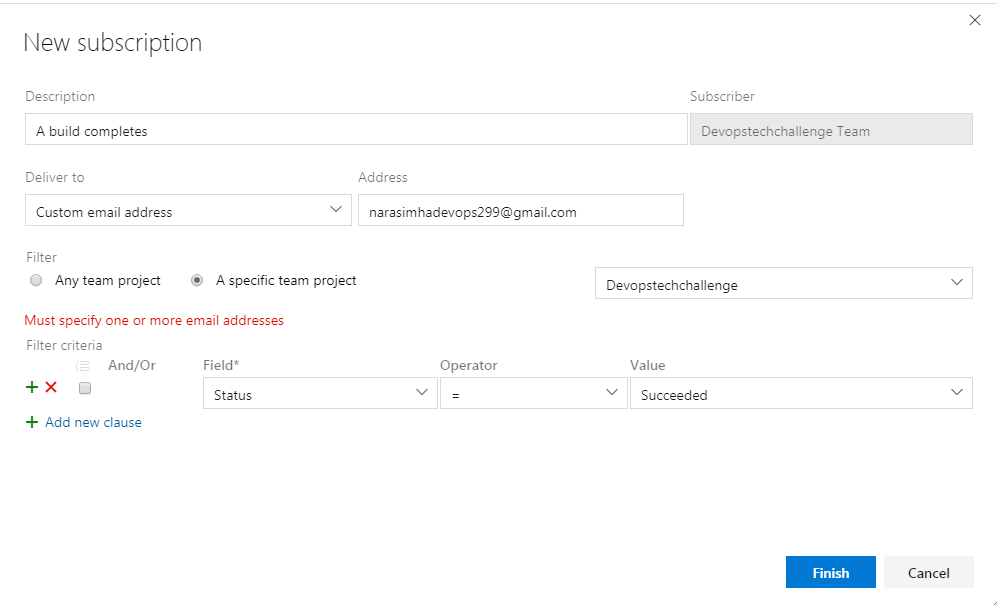 New subscription
Description Subscriber
A build completes Devopstechchallenge Team
Deliver to Address
Custom email address narasimhadevops299@gmail.com
Filter
Any team project A specific team project Devopstechchallenge
Must specify one or more email addresses
Filter criteria
And/Or Field* Operator Value
Status = Succeeded
Add new clause
Finish Cancel